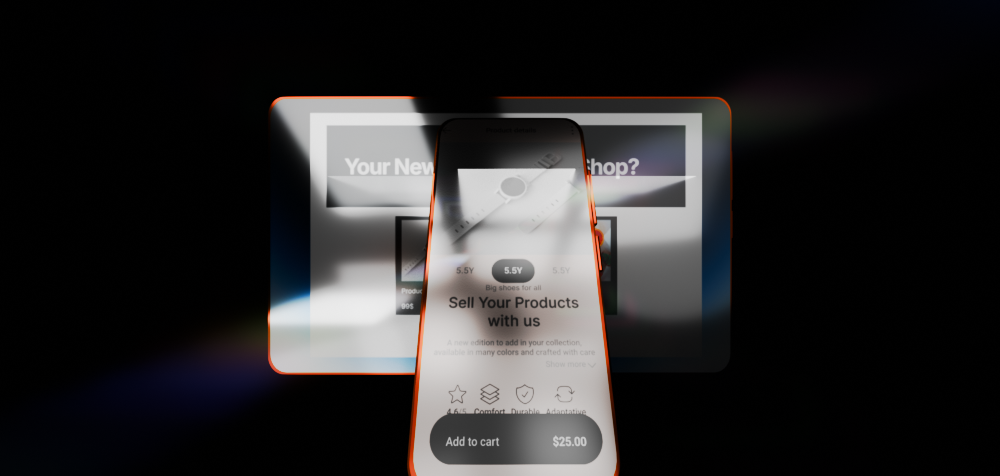 Your New
Shop?
Produc
99$
5.5Y
5.5Y
5.5Y
Big shoes for all
Sell Your Products
with us
A new edition to add in your collection.
Available in many colors and crafted with care
Show more
4.6/5
Comfort
Durable
Adaptative
Add to cart
$25.00